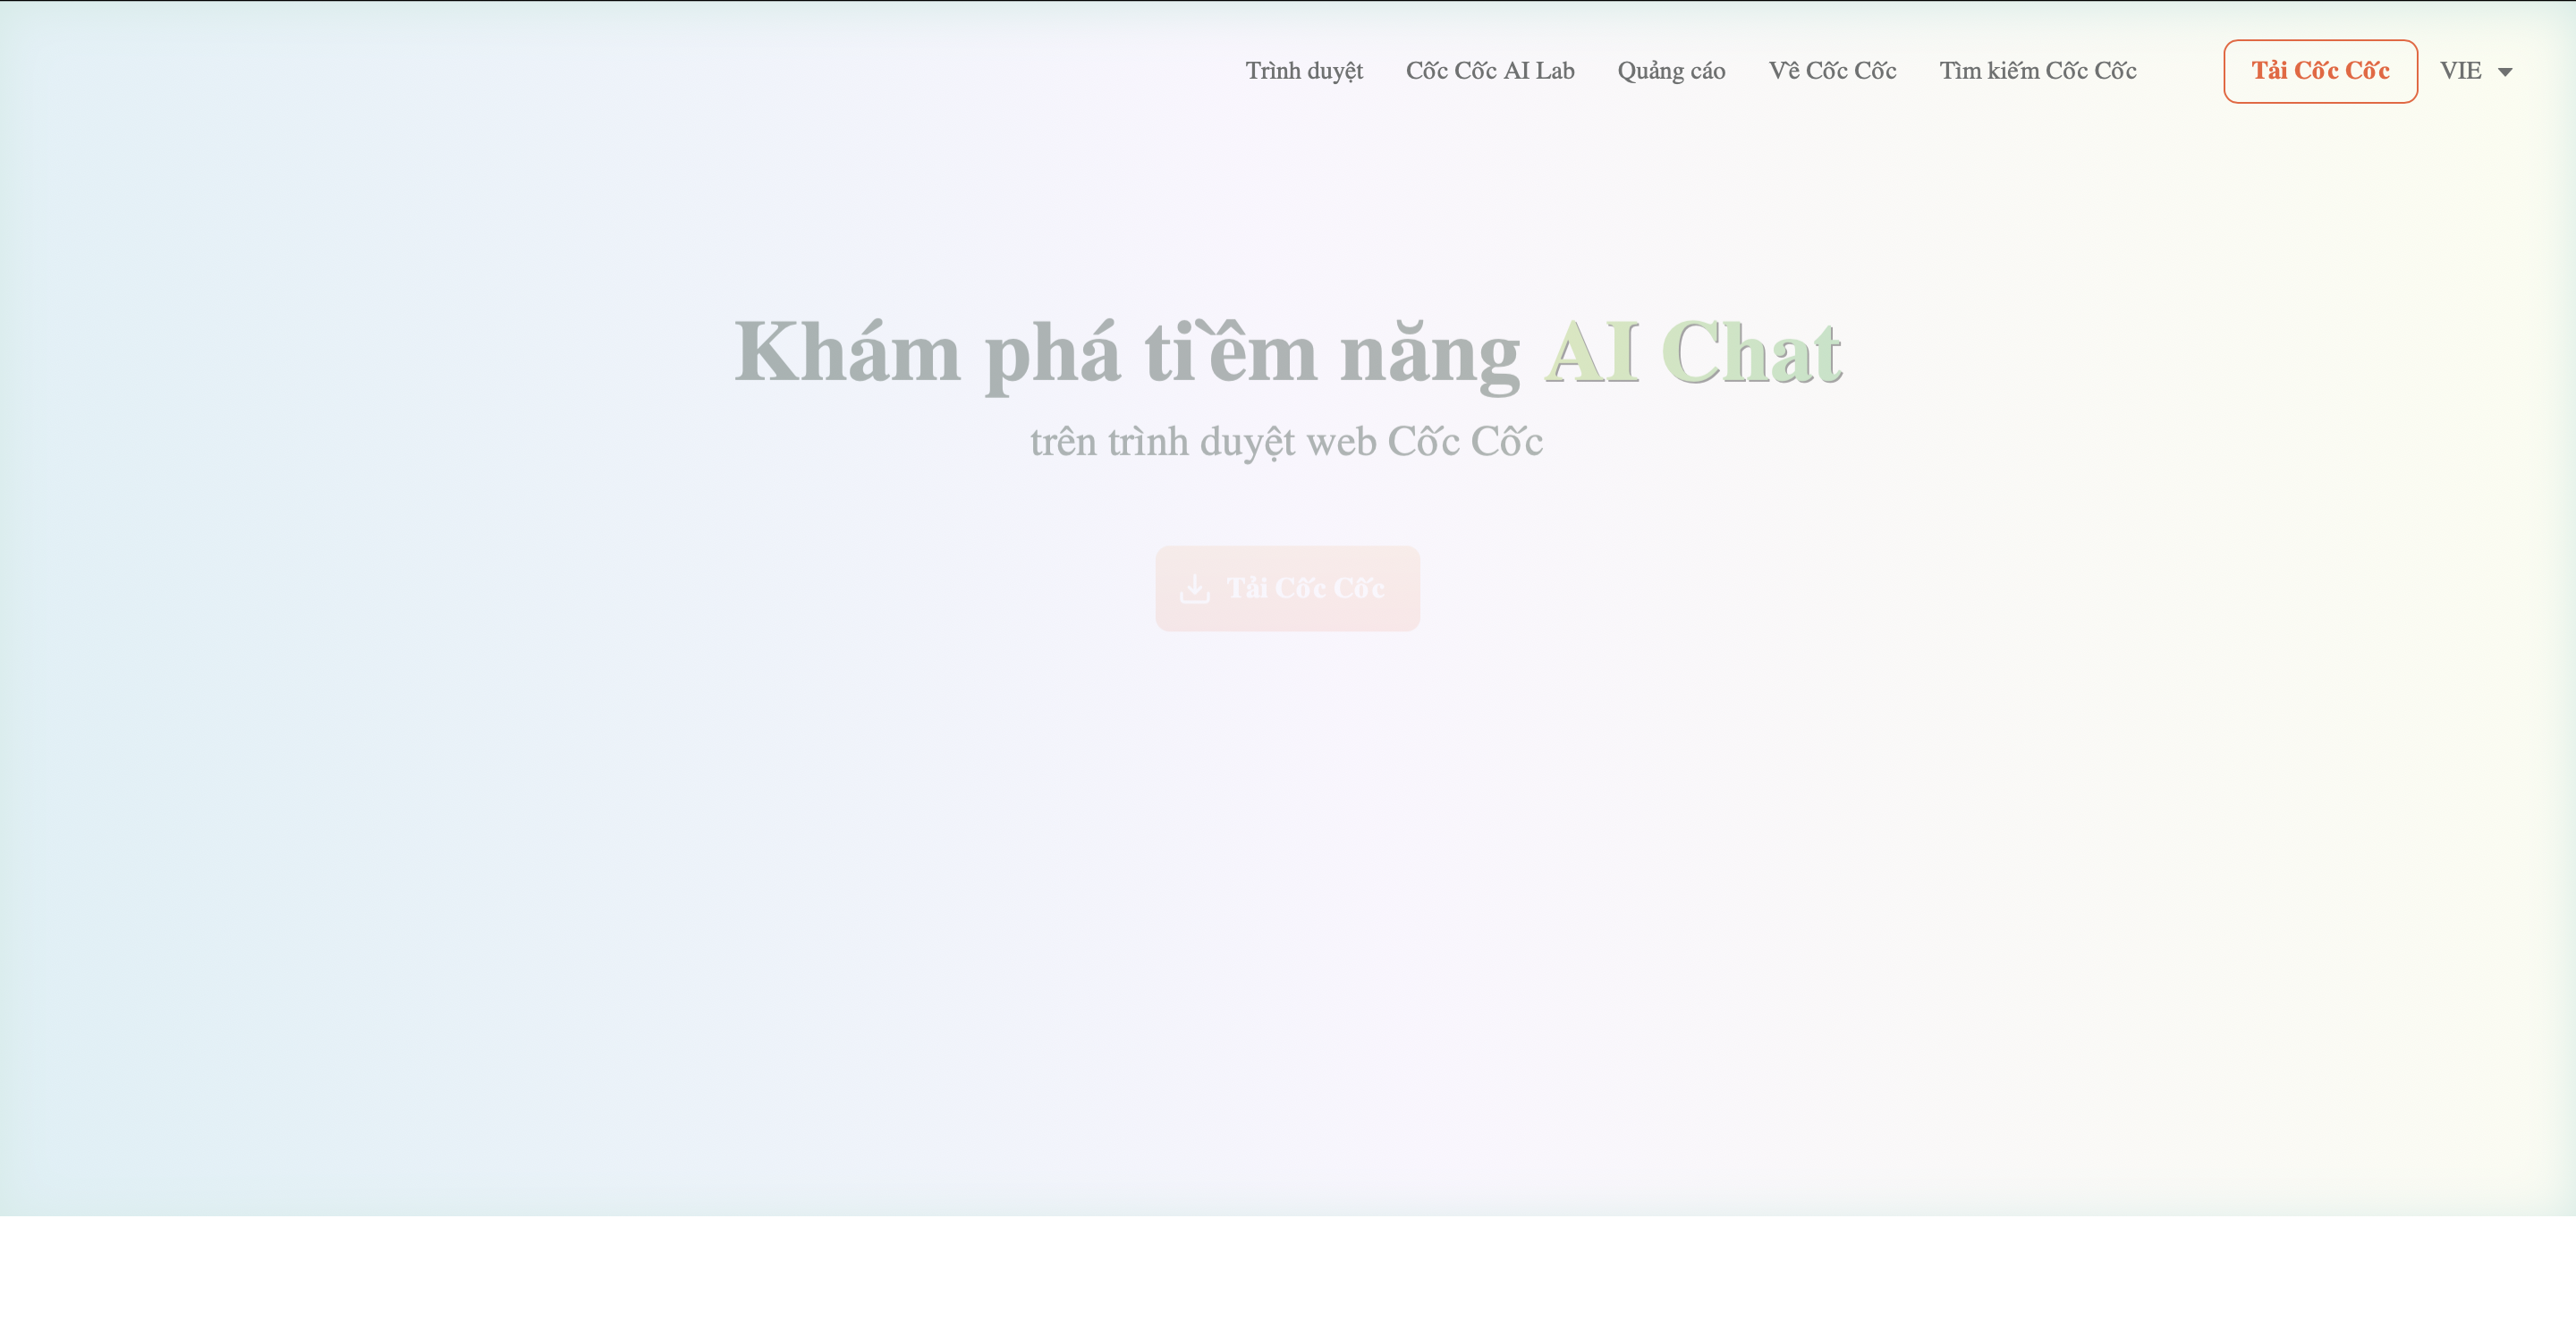 Trình duyệt Cốc Cốc AI Lab Quảng cáo Về Cốc Cốc Tìm kiếm Cốc Cốc Tải Cốc Cốc VIE
Khám phá tiềm năng AI Chat
trên trình duyệt web Cốc Cốc
Tải Cốc Cốc